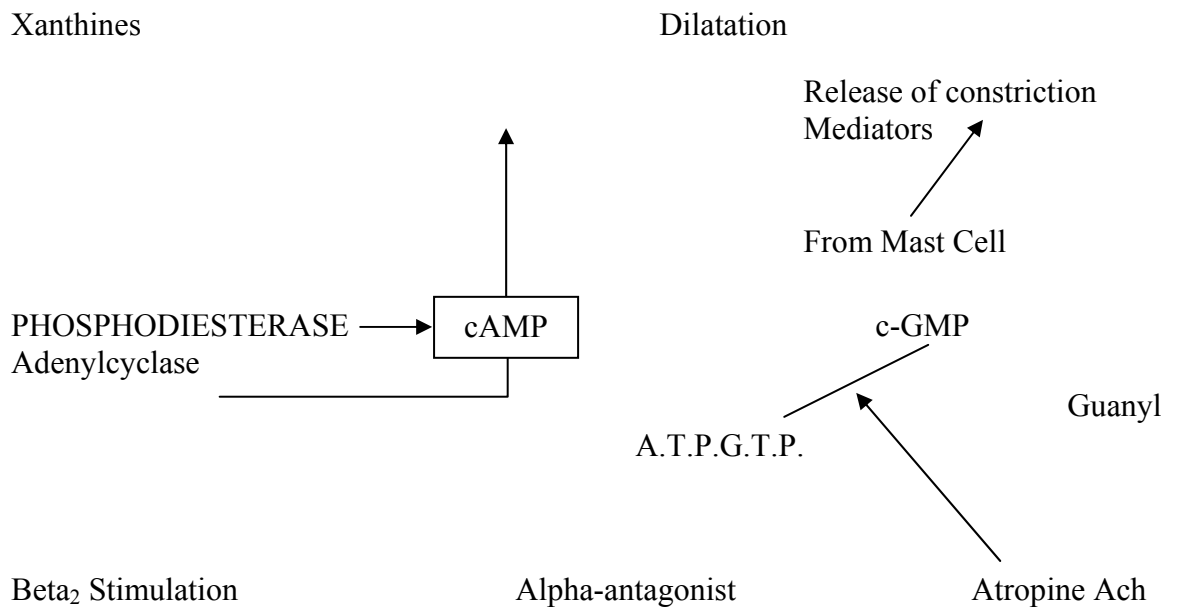 Xanthines Dilatation
Release of constriction
Mediators
From Mast Cell
PHOSPHODIESTERASE cAMP c-GMP
Adenylcyclase
Guanyl
A.T.P.G.T.P.
Beta₂ Stimulation Alpha-antagonist Atropine Ach